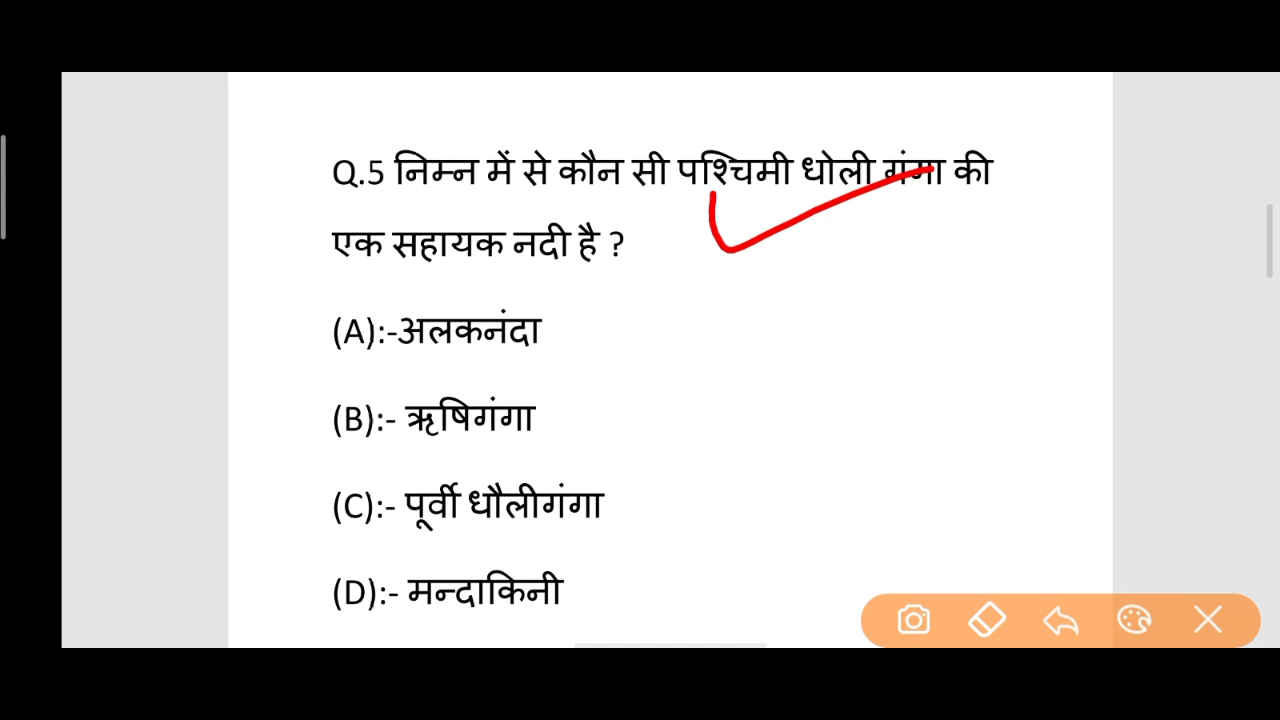 Q.5 निम्न में से कौन सी पश्चिमी धोली गंगा की
एक सहायक नदी है ?
(A):-अलकनंदा
(B):- ऋषिगंगा
(C):- पूर्वी धौलीगंगा
(D):- मन्दाकिनी